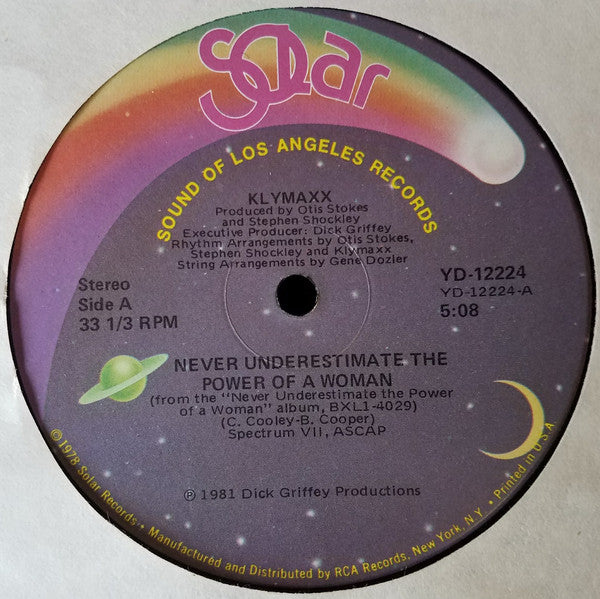 SOLAR
SOUND OF LOS ANGELES RECORDS
KLYMAXX
Produced by Otis Stokes
and Stephen Shockley
Executive Producer: Dick Griffey
Rhythm Arrangements by Otis Stokes,
Stephen Shockley and Klymaxx
String Arrangements by Gene Dozler
Stereo
Side A
33 1/3 RPM
YD-12224
YD-12224-A
5:08
NEVER UNDERESTIMATE THE
POWER OF A WOMAN
(from the "Never Underestimate the Power
of a Woman" album, BXL1-4029)
(C. Cooley-B. Cooper)
Spectrum VII, ASCAP
℗ 1981 Dick Griffey Productions
© 1978 Solar Records • Manufactured and Distributed by RCA Records, New York, N.Y. • Printed in U.S.A.